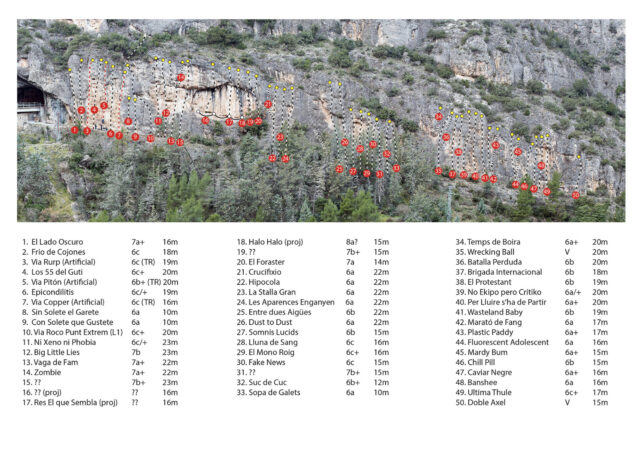 1. El Lado Oscuro 7a+ 16m
2. Frio de Cojones 6c 18m
3. Via Rurp (Artificial) 6c (TR) 19m
4. Los 55 del Guti 6c+ 20m
5. Via Pitón (Artificial) 6b+ (TR) 20m
6. Epicondilitis 6c/+ 19m
7. Via Copper (Artificial) 6c (TR) 16m
8. Sin Solete el Garete 6a 10m
9. Con Solete que Gustete 6a 10m
10. Via Roco Punt Extrem (L1) 6c+ 20m
11. Ni Xeno ni Phobia 6c/+ 23m
12. Big Little Lies 7b 23m
13. Vaga de Fam 7a+ 22m
14. Zombie 7a+ 22m
15. ?? 7b+ 23m
16. ?? (proj) ?? 16m
17. Res El que Sembla (proj) ?? 16m
18. Halo Halo (proj) 8a? 15m
19. ?? 7b+ 15m
20. El Foraster 7a 14m
21. Crucifixio 6a 22m
22. Hipocola 6a 22m
23. La Stalla Gran 6a 22m
24. Les Aparences Enganyen 6a 22m
25. Entre dues Aigües 6b 22m
26. Dust to Dust 6a 22m
27. Somnis Lucids 6b 22m
28. Lluna de Sang 6c 16m
29. El Mono Roig 6c+ 16m
30. Fake News 6c 15m
31. ?? 7b+ 15m
32. Suc de Cuc 6b+ 12m
33. Sopa de Galets 6a 10m
34. Temps de Boira 6a+ 20m
35. Wrecking Ball V 20m
36. Batalla Perduda 6b 20m
37. Brigada Internacional 6b 18m
38. El Protestant 6b 19m
39. No Ekipo pero Critiko 6a/+ 20m
40. Per Lluire s'ha de Partir 6a+ 20m
41. Wasteland Baby 6b 19m
42. Marató de Fang 6a 17m
43. Plastic Paddy 6a+ 17m
44. Fluorescent Adolescent 6a 16m
45. Mardy Bum 6a+ 15m
46. Chill Pill 6b 15m
47. Caviar Negre 6a+ 16m
48. Banshee 6a 16m
49. Ultima Thule 6c+ 17m
50. Doble Axel V 15m